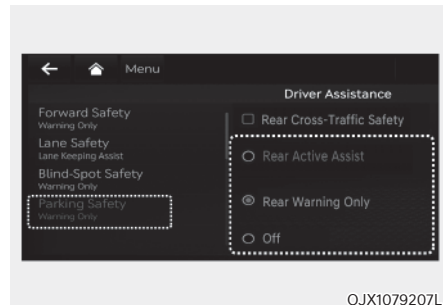 Menu
Driver Assistance
Forward Safety
Warning Only
Lane Safety
Lane Keeping Assist
Blind-Spot Safety
Warning Only
Parking Safety
Warning Only
Rear Cross-Traffic Safety
Rear Active Assist
Rear Warning Only
Off
OJX1079207L